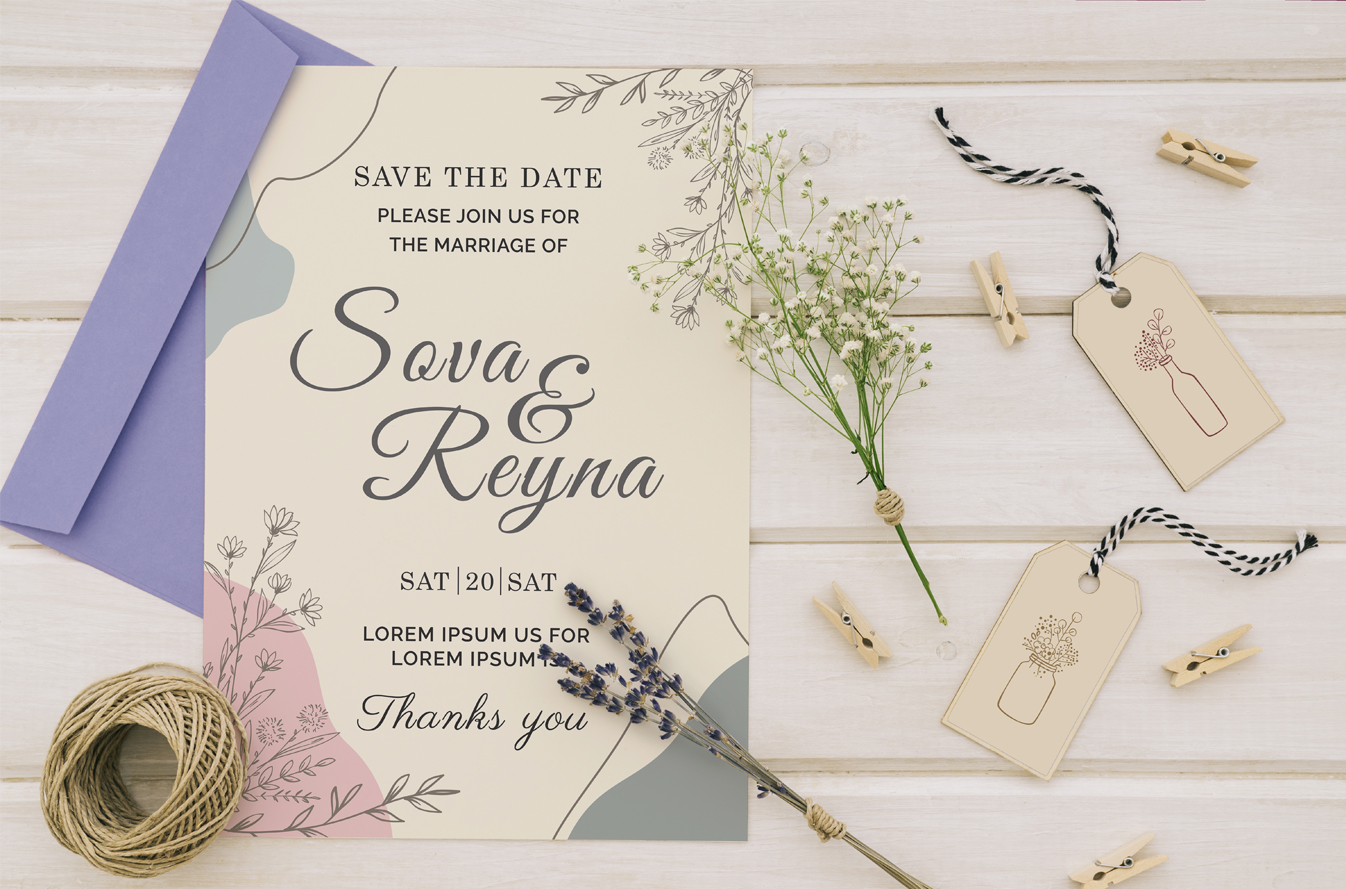 SAVE THE DATE
PLEASE JOIN US FOR
THE MARRIAGE OF
Sova
&
Reyna
SAT|20|SAT
LOREM IPSUM US FOR
LOREM IPSUM IS
Thanks you